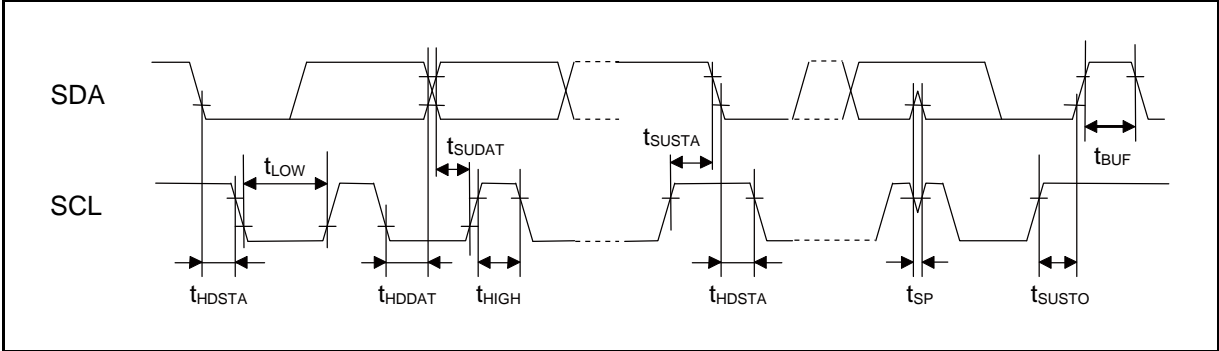 SDA
tSUDAT
tSUSTA
tBUF
tLOW
SCL
tHDSTA
tHDDAT
tHIGH
tHDSTA
tSP
tSUSTO